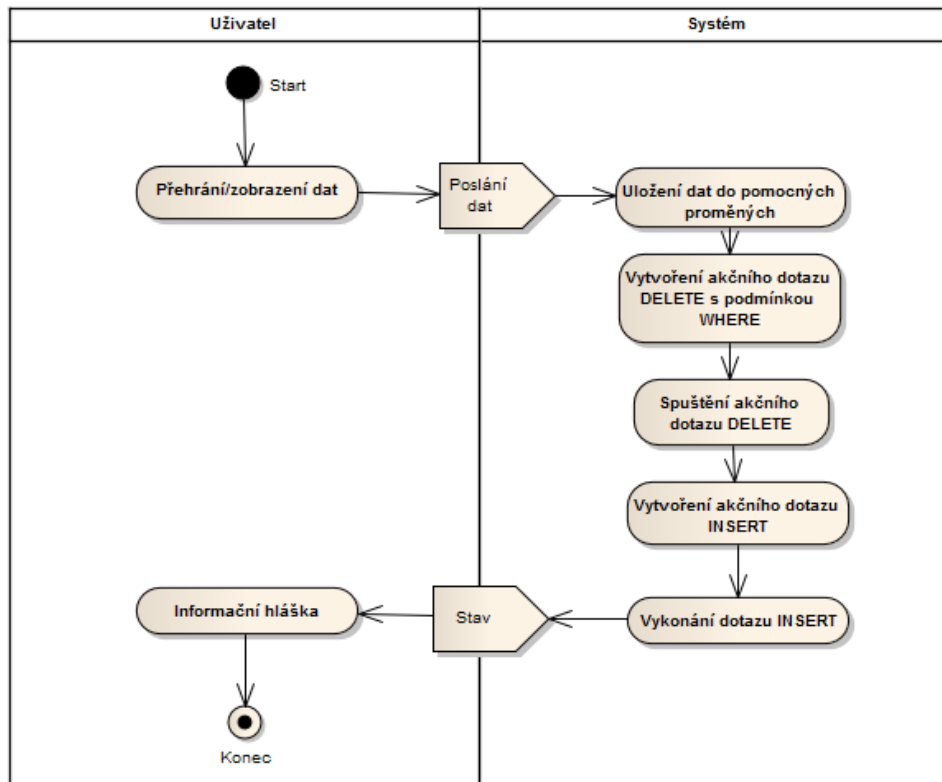 Uživatel
Systém
Start
Přehrání/zobrazení dat
Poslání
dat
Uložení dat do pomocných
proměných
Vytvoření akčního dotazu
DELETE s podmínkou
WHERE
Spuštění akčního
dotazu DELETE
Vytvoření akčního dotazu
INSERT
Vykonání dotazu INSERT
Stav
Informační hláška
Konec